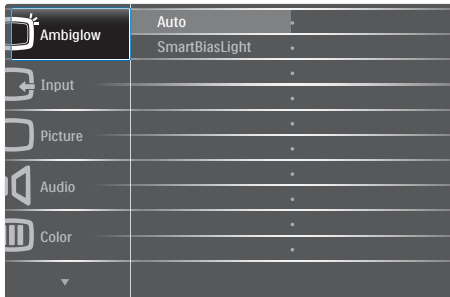 Ambiglow
Auto
SmartBiasLight
Input
Picture
Audio
Color